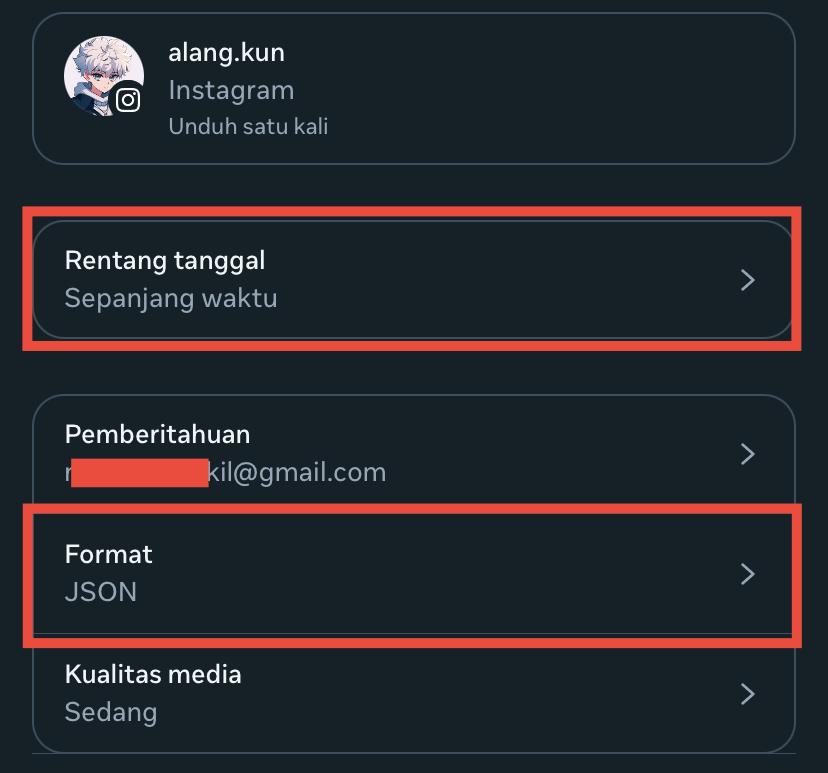 alang.kun
Instagram
Unduh satu kali
Rentang tanggal
Sepanjang waktu
Pemberitahuan
kil@gmail.com
Format
JSON
Kualitas media
Sedang